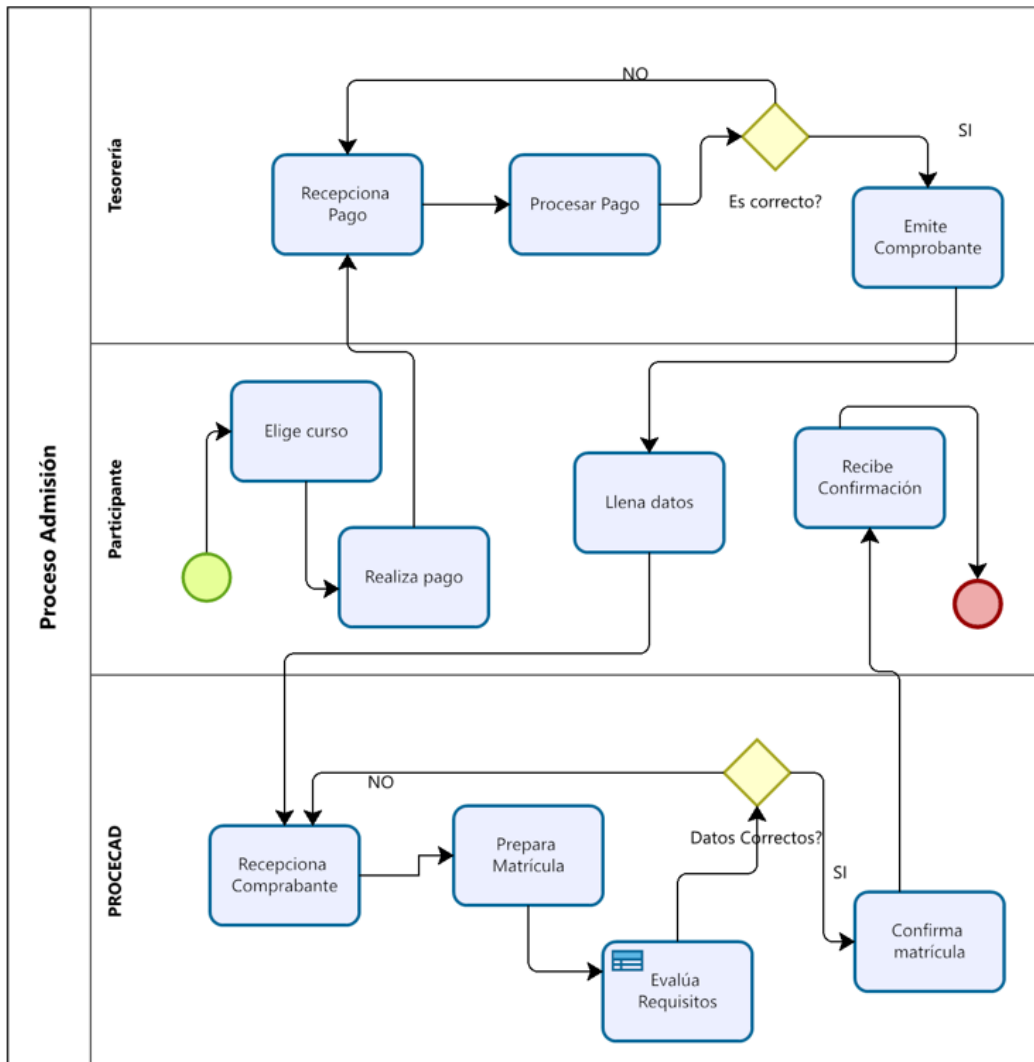 Proceso Admisión
Tesorería
NO
SI
Recepciona
Pago
Procesar Pago
Es correcto?
Emite
Comprobante
Participante
Elige curso
Realiza pago
Llena datos
Recibe
Confirmación
PROCECAD
NO
Datos Correctos?
SI
Recepciona
Comprabante
Prepara
Matrícula
Evalúa
Requisitos
Confirma
matrícula